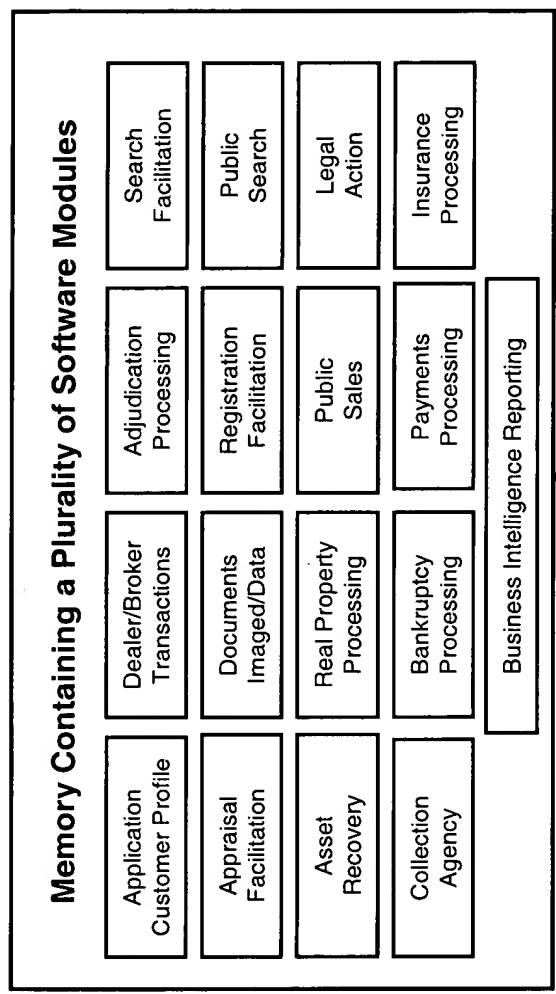 Memory Containing a Plurality of Software Modules
Application
Customer Profile
Dealer/Broker
Transactions
Adjudication
Processing
Search
Facilitation
Appraisal
Facilitation
Documents
Imaged/Data
Registration
Facilitation
Public
Search
Asset
Recovery
Real Property
Processing
Public
Sales
Legal
Action
Collection
Agency
Bankruptcy
Processing
Payments
Processing
Insurance
Processing
Business Intelligence Reporting